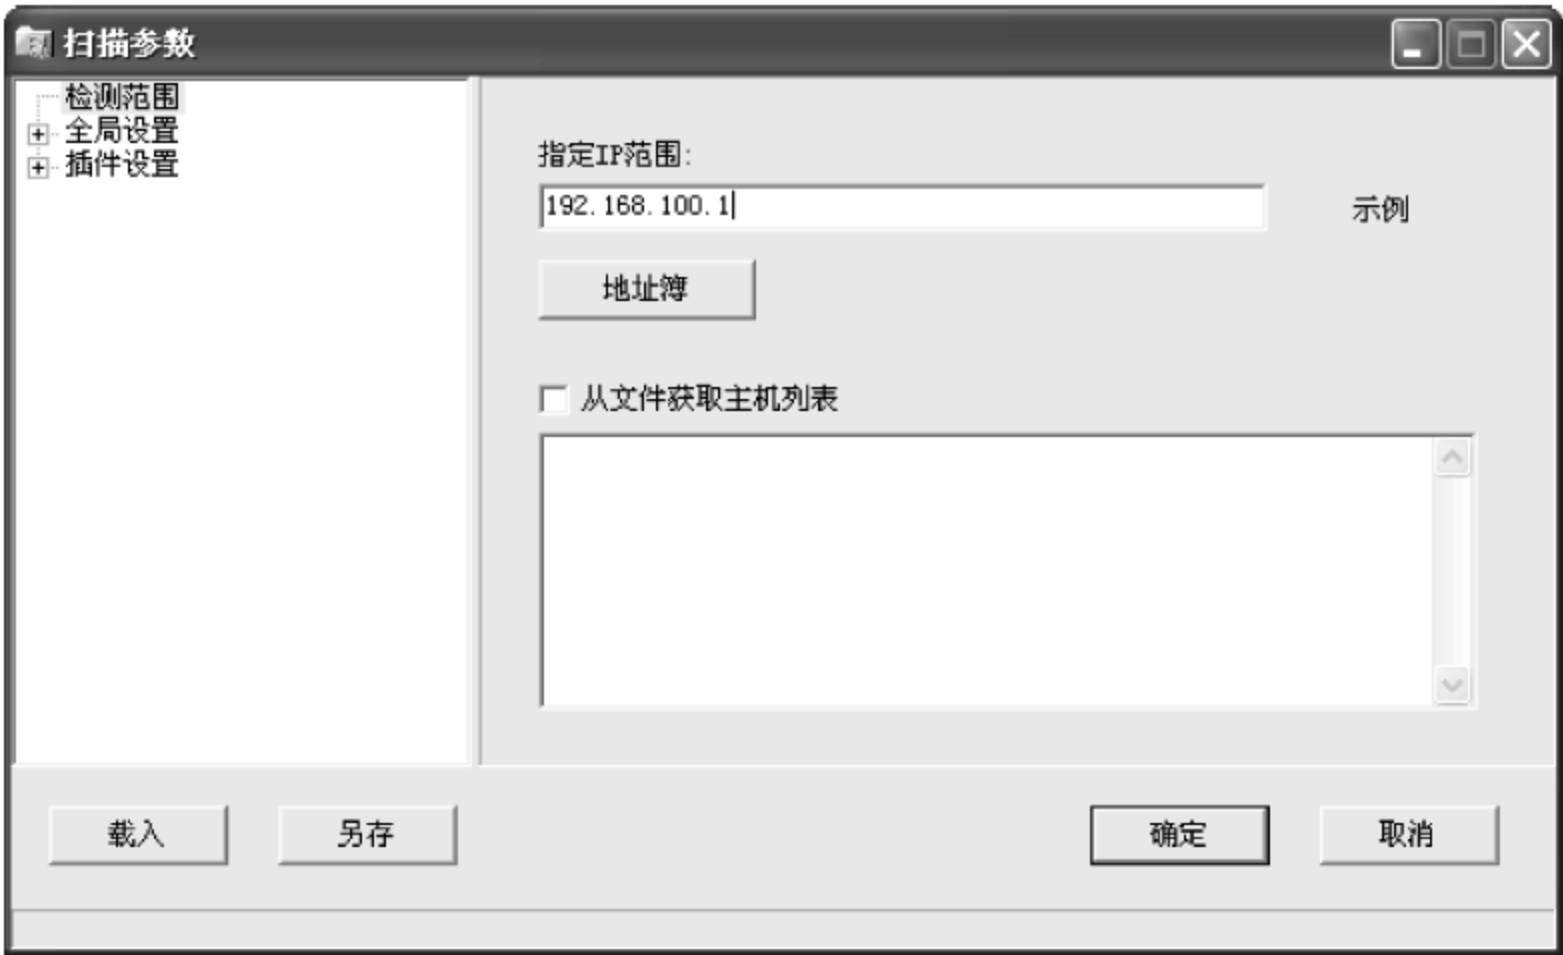 扫描参数
检测范围
全局设置
插件设置
指定IP范围:
192.168.100.1
示例
地址簿
从文件获取主机列表
载入
另存
确定
取消